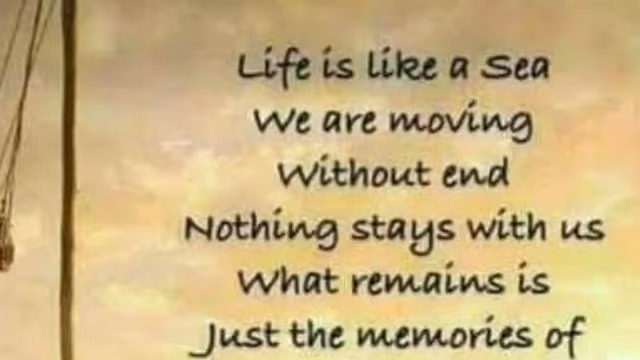 Life is like a Sea
We are moving
Without end
Nothing stays with us
What remains is
Just the memories of